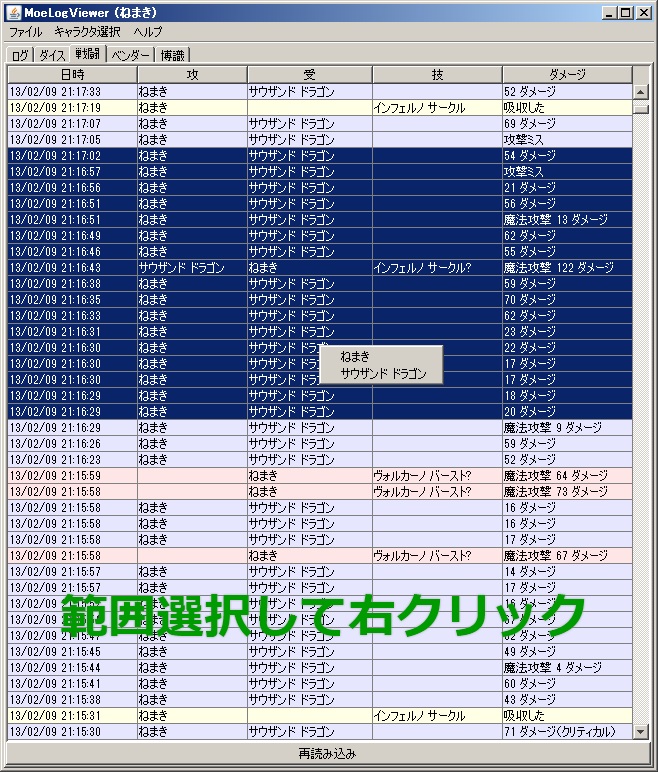 MoeLogViewer (ねまき)
ファイル キャラクタ選択 ヘルプ
ログ ダイス 戦闘 ベンダー 博識
日時 攻 受 技 ダメージ
13/02/09 21:17:33 ねまき サウザンド ドラゴン 52 ダメージ
13/02/09 21:17:19 ねまき インフェルノ サークル 吸収した
13/02/09 21:17:07 ねまき サウザンド ドラゴン 69 ダメージ
13/02/09 21:17:05 ねまき サウザンド ドラゴン 攻撃ミス
13/02/09 21:17:02 ねまき サウザンド ドラゴン 54 ダメージ
13/02/09 21:16:57 ねまき サウザンド ドラゴン 攻撃ミス
13/02/09 21:16:56 ねまき サウザンド ドラゴン 21 ダメージ
13/02/09 21:16:51 ねまき サウザンド ドラゴン 56 ダメージ
13/02/09 21:16:51 ねまき サウザンド ドラゴン 魔法攻撃 13 ダメージ
13/02/09 21:16:49 ねまき サウザンド ドラゴン 62 ダメージ
13/02/09 21:16:46 ねまき サウザンド ドラゴン 55 ダメージ
13/02/09 21:16:43 サウザンド ドラゴン ねまき インフェルノ サークル? 魔法攻撃 122 ダメージ
13/02/09 21:16:38 ねまき サウザンド ドラゴン 59 ダメージ
13/02/09 21:16:35 ねまき サウザンド ドラゴン 70 ダメージ
13/02/09 21:16:33 ねまき サウザンド ドラゴン 62 ダメージ
13/02/09 21:16:31 ねまき サウザンド ドラゴン 23 ダメージ
13/02/09 21:16:30 ねまき サウザンド 22 ダメージ
13/02/09 21:16:30 ねまき サウザンド 17 ダメージ
13/02/09 21:16:30 ねまき サウザンド 17 ダメージ
ねまき
サウザンド ドラゴン
13/02/09 21:16:29 ねまき サウザンド ドラゴン 18 ダメージ
13/02/09 21:16:29 ねまき サウザンド ドラゴン 20 ダメージ
13/02/09 21:16:29 ねまき サウザンド ドラゴン 魔法攻撃 9 ダメージ
13/02/09 21:16:26 ねまき サウザンド ドラゴン 59 ダメージ
13/02/09 21:16:23 ねまき サウザンド ドラゴン 52 ダメージ
13/02/09 21:15:59 ねまき ヴォルカーノ バースト? 魔法攻撃 64 ダメージ
13/02/09 21:15:58 ねまき ヴォルカーノ バースト? 魔法攻撃 73 ダメージ
13/02/09 21:15:58 ねまき サウザンド ドラゴン 16 ダメージ
13/02/09 21:15:58 ねまき サウザンド ドラゴン 16 ダメージ
13/02/09 21:15:58 ねまき サウザンド ドラゴン 17 ダメージ
13/02/09 21:15:58 ねまき ヴォルカーノ バースト? 魔法攻撃 67 ダメージ
13/02/09 21:15:57 ねまき サウザンド ドラゴン 14 ダメージ
13/02/09 21:15:57 ねまき サウザンド ドラゴン 17 ダメージ
範囲選択して右クリック
13/02/09 21:15:45 ねまき サウザンド ドラゴン 49 ダメージ
13/02/09 21:15:44 ねまき サウザンド ドラゴン 魔法攻撃 4 ダメージ
13/02/09 21:15:41 ねまき サウザンド ドラゴン 60 ダメージ
13/02/09 21:15:38 ねまき サウザンド ドラゴン 43 ダメージ
13/02/09 21:15:31 ねまき インフェルノ サークル 吸収した
13/02/09 21:15:30 ねまき サウザンド ドラゴン 71 ダメージ(クリティカル)
再読み込み